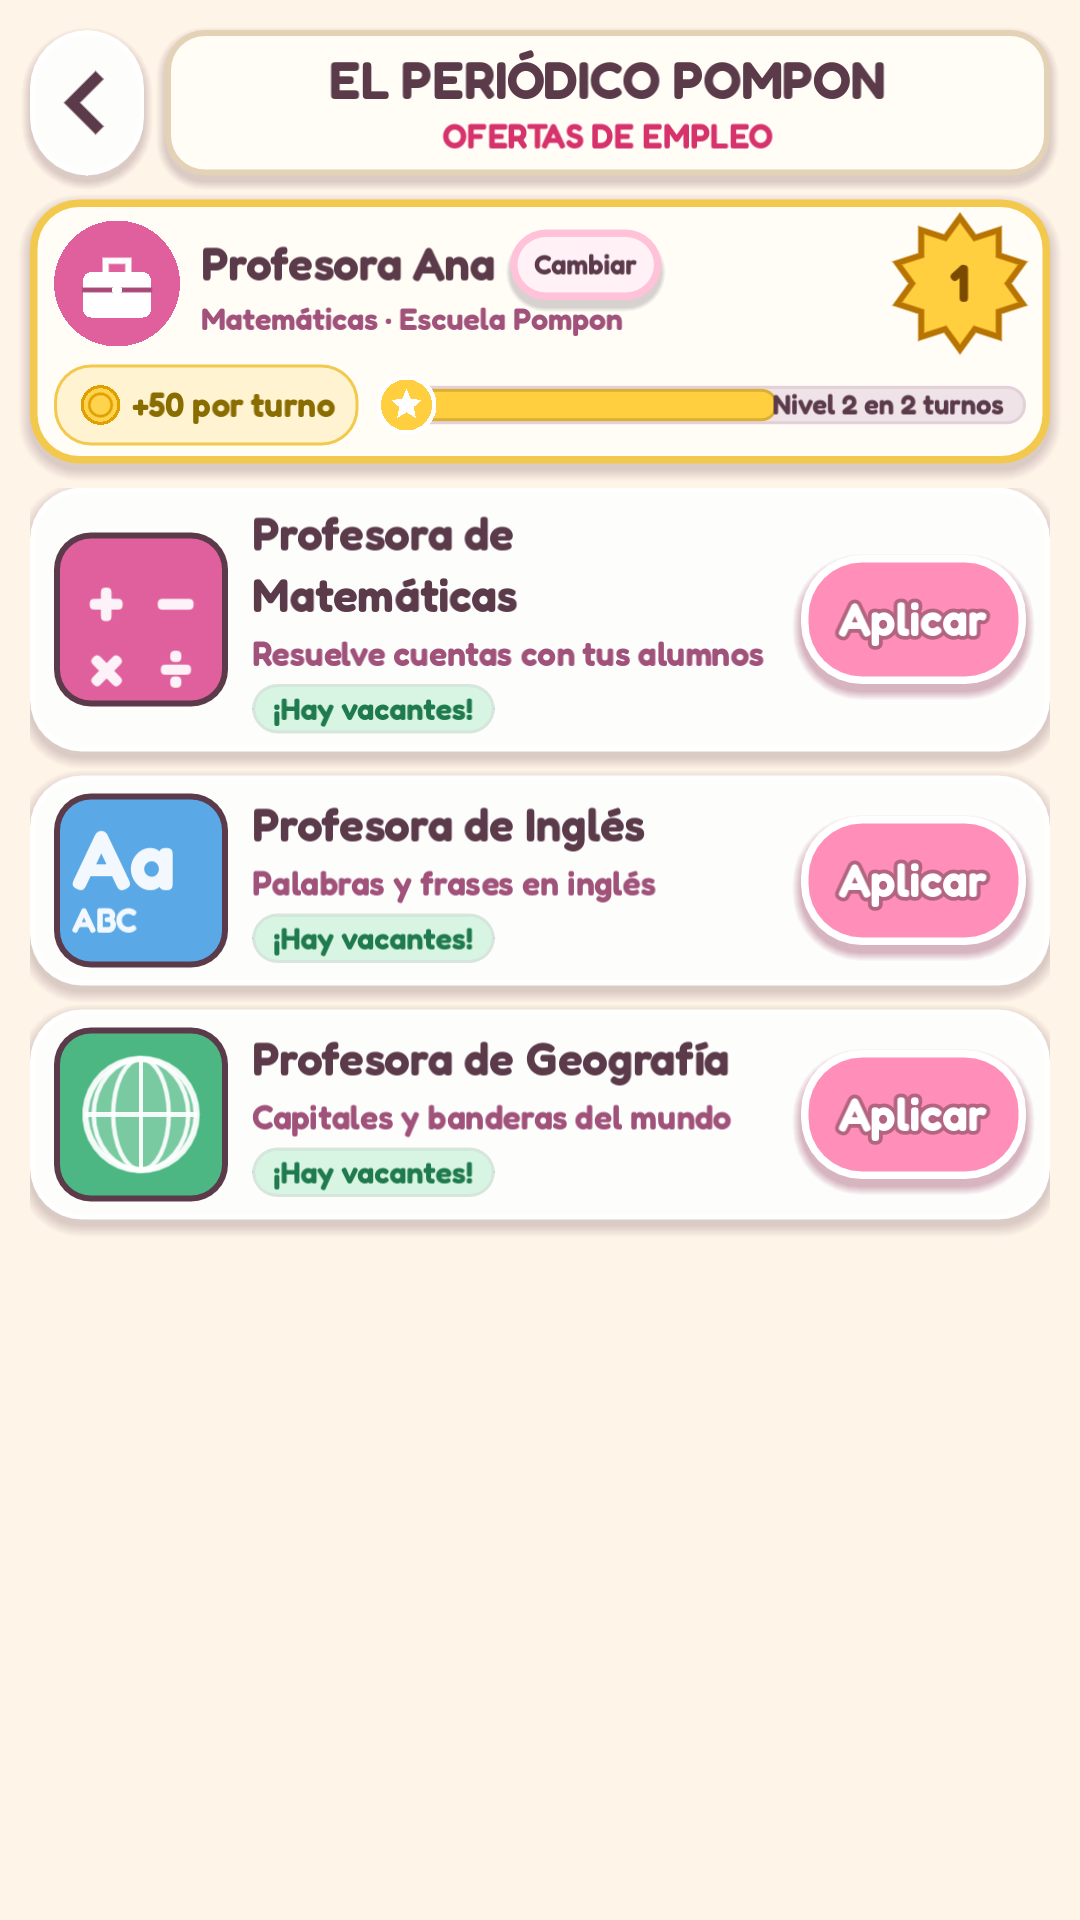 EL PERIÓDICO POMPON
OFERTAS DE EMPLEO
Profesora Ana
Cambiar
1
Matemáticas · Escuela Pompon
+50 por turno
Nivel 2 en 2 turnos
Profesora de
Matemáticas
Resuelve cuentas con tus alumnos
¡Hay vacantes!
Aplicar
Aa
ABC
Profesora de Inglés
Palabras y frases en inglés
¡Hay vacantes!
Aplicar
Profesora de Geografía
Capitales y banderas del mundo
¡Hay vacantes!
Aplicar